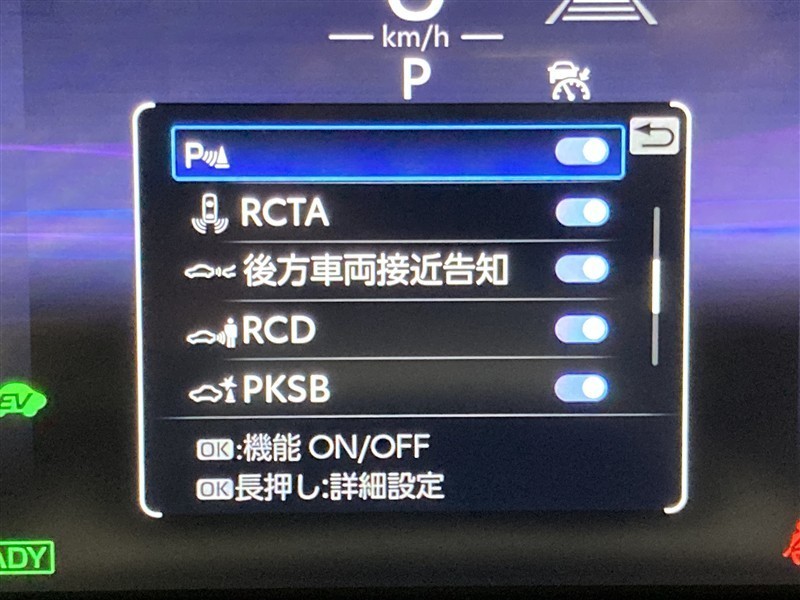 km/h
P
P
RCTA
後方車両接近告知
RCD
PKSB
EV
OK:機能 ON/OFF
OK長押し:詳細設定
ADY